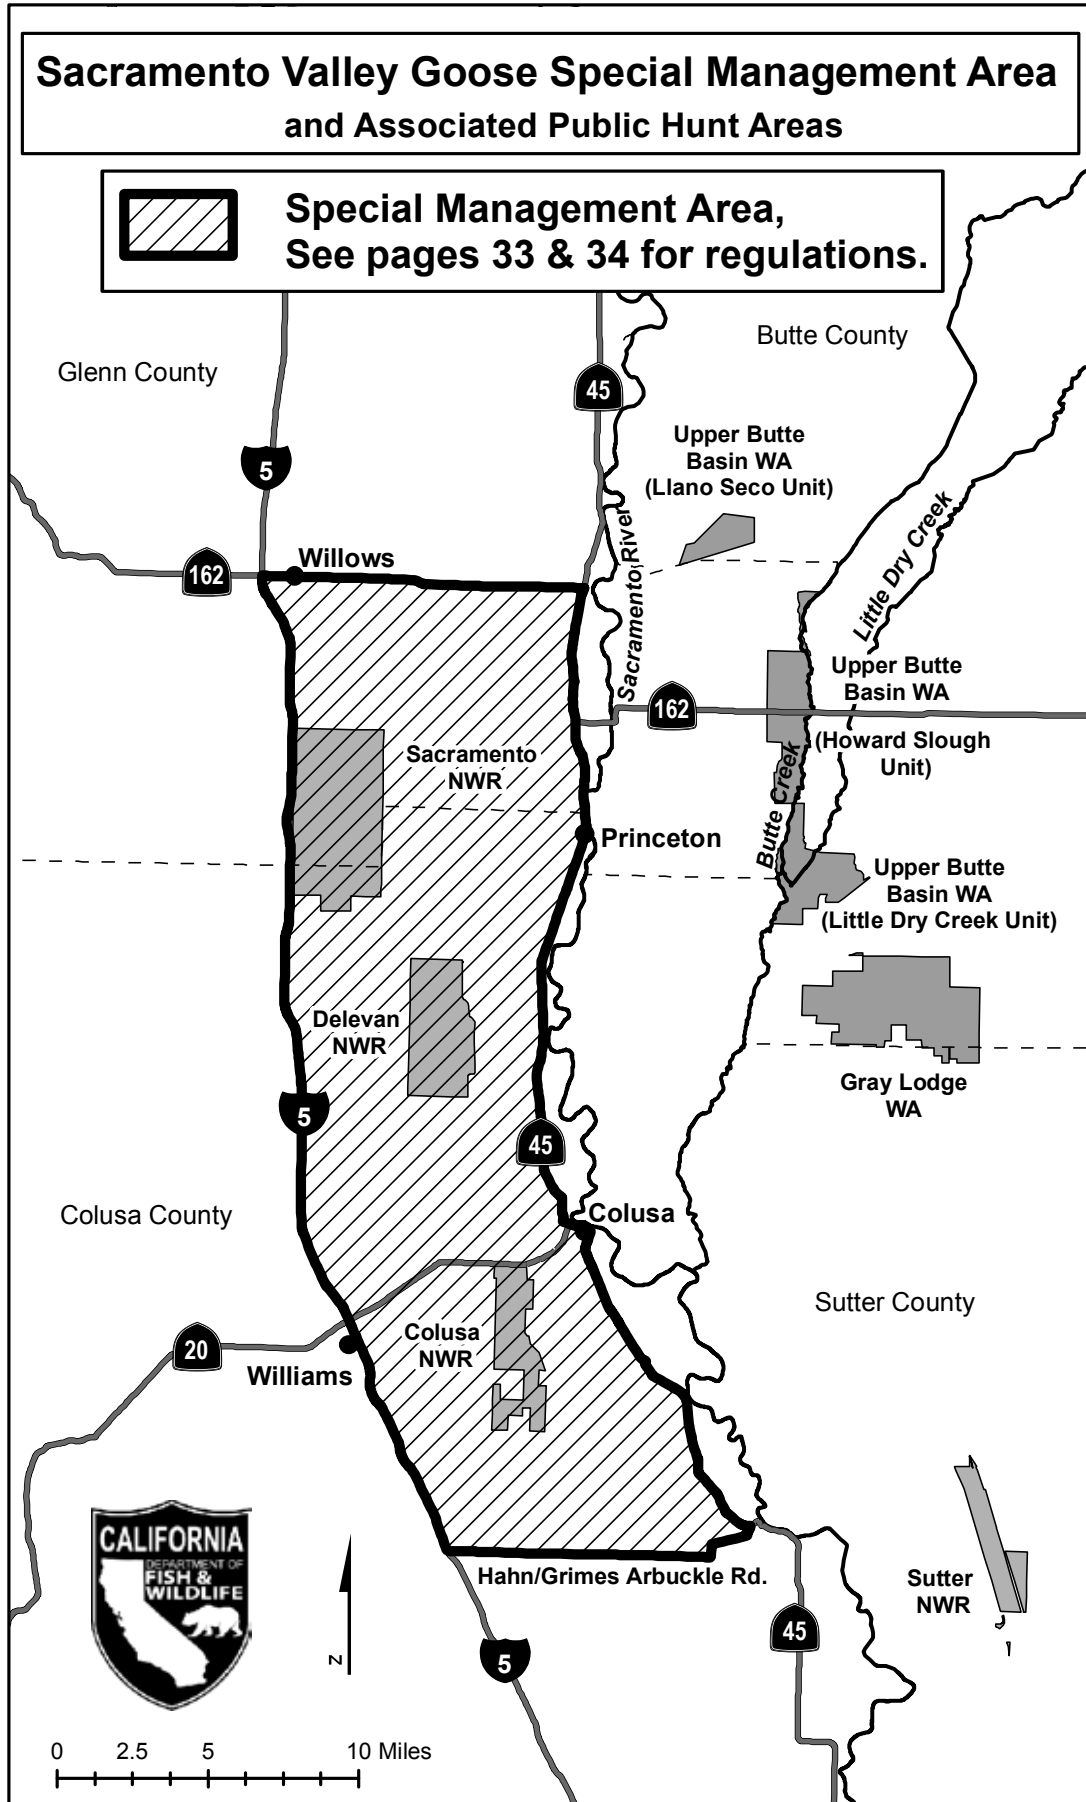 Sacramento Valley Goose Special Management Area
and Associated Public Hunt Areas
Special Management Area,
See pages 33 & 34 for regulations.
Butte County
Glenn County
45
Upper Butte
Basin WA
(Llano Seco Unit)
5
Sacramento River
Little Dry Creek
Willows
162
Upper Butte
Basin WA
162
(Howard Slough
Unit)
Sacramento
NWR
Butte Creek
Princeton
Upper Butte
Basin WA
(Little Dry Creek Unit)
Delevan
NWR
Gray Lodge
WA
5
45
Colusa County
Colusa
Sutter County
Colusa
NWR
20
Williams
CALIFORNIA
DEPARTMENT OF
FISH &
WILDLIFE
Hahn/Grimes Arbuckle Rd.
Sutter
NWR
45
5
N
0 2.5 5 10 Miles